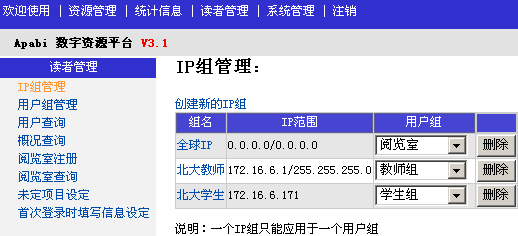 欢迎使用 | 资源管理 | 统计信息 | 读者管理 | 系统管理 | 注销
Apabi 数字资源平台 V3.1
读者管理
IP组管理
用户组管理
用户查询
概况查询
阅览室注册
阅览室查询
未定项目设定
首次登录时填写信息设定
IP组管理：
创建新的IP组
组名 IP范围 用户组
全球IP 0.0.0.0/0.0.0.0 阅览室 删除
北大教师 172.16.6.1/255.255.255.0 教师组 删除
北大学生 172.16.6.171 学生组 删除
说明：一个IP组只能应用于一个用户组